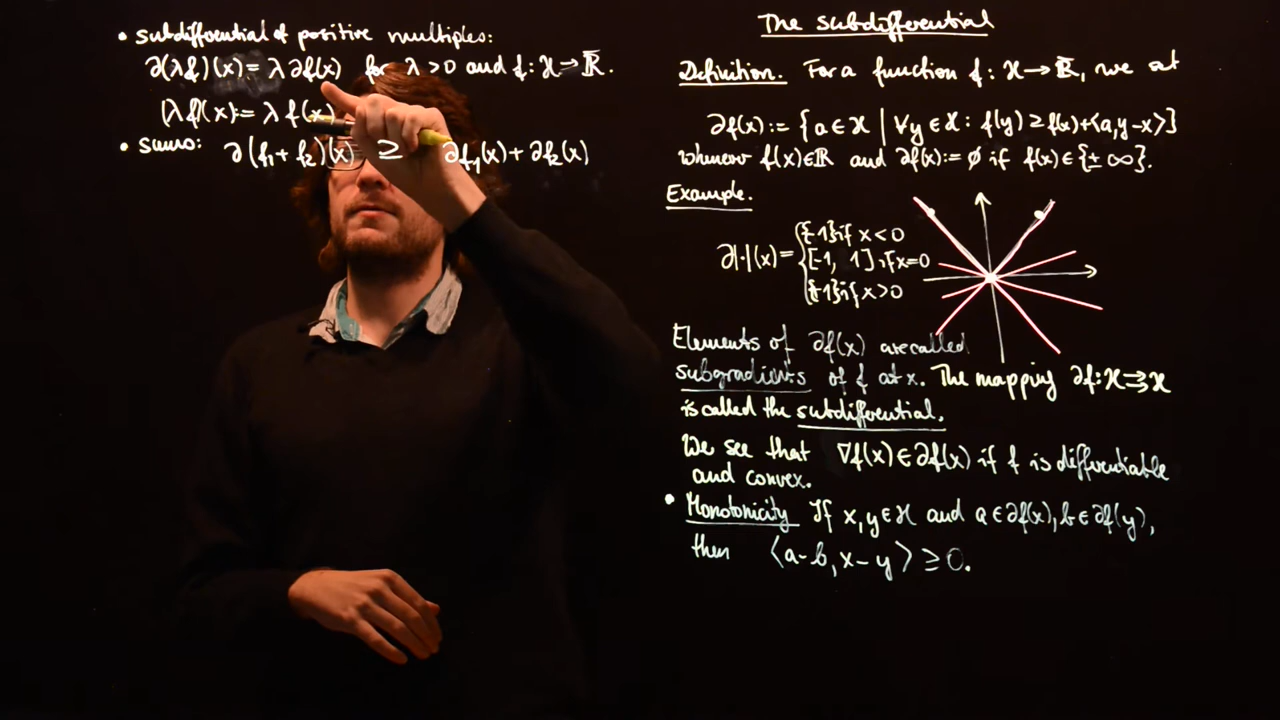 • subdifferential of positive multiples:
∂(λf)(x) = λ ∂f(x) for λ > 0 and f: H → R̄.
(λf)(x) := λ f(x)
• sums: ∂(f₁ + f₂)(x) ≥ ∂f₁(x) + ∂f₂(x)
The subdifferential
Definition. For a function f: H → R̄, we set
∂f(x) := {a ∈ H | ∀y ∈ H: f(y) ≥ f(x) + ⟨a, y-x⟩}
whenever f(x) ∈ R and ∂f(x) := ∅ if f(x) ∈ {±∞}.
Example.
∂|·|(x) = { {-1} if x < 0
[-1, 1] if x = 0
{-1} if x > 0
Elements of ∂f(x) are called
subgradients of f at x. The mapping ∂f: H ⇉ H
is called the subdifferential.
We see that ∇f(x) ∈ ∂f(x) if f is differentiable
and convex.
• Monotonicity If x, y ∈ H and a ∈ ∂f(x), b ∈ ∂f(y),
then ⟨a - b, x - y⟩ ≥ 0.